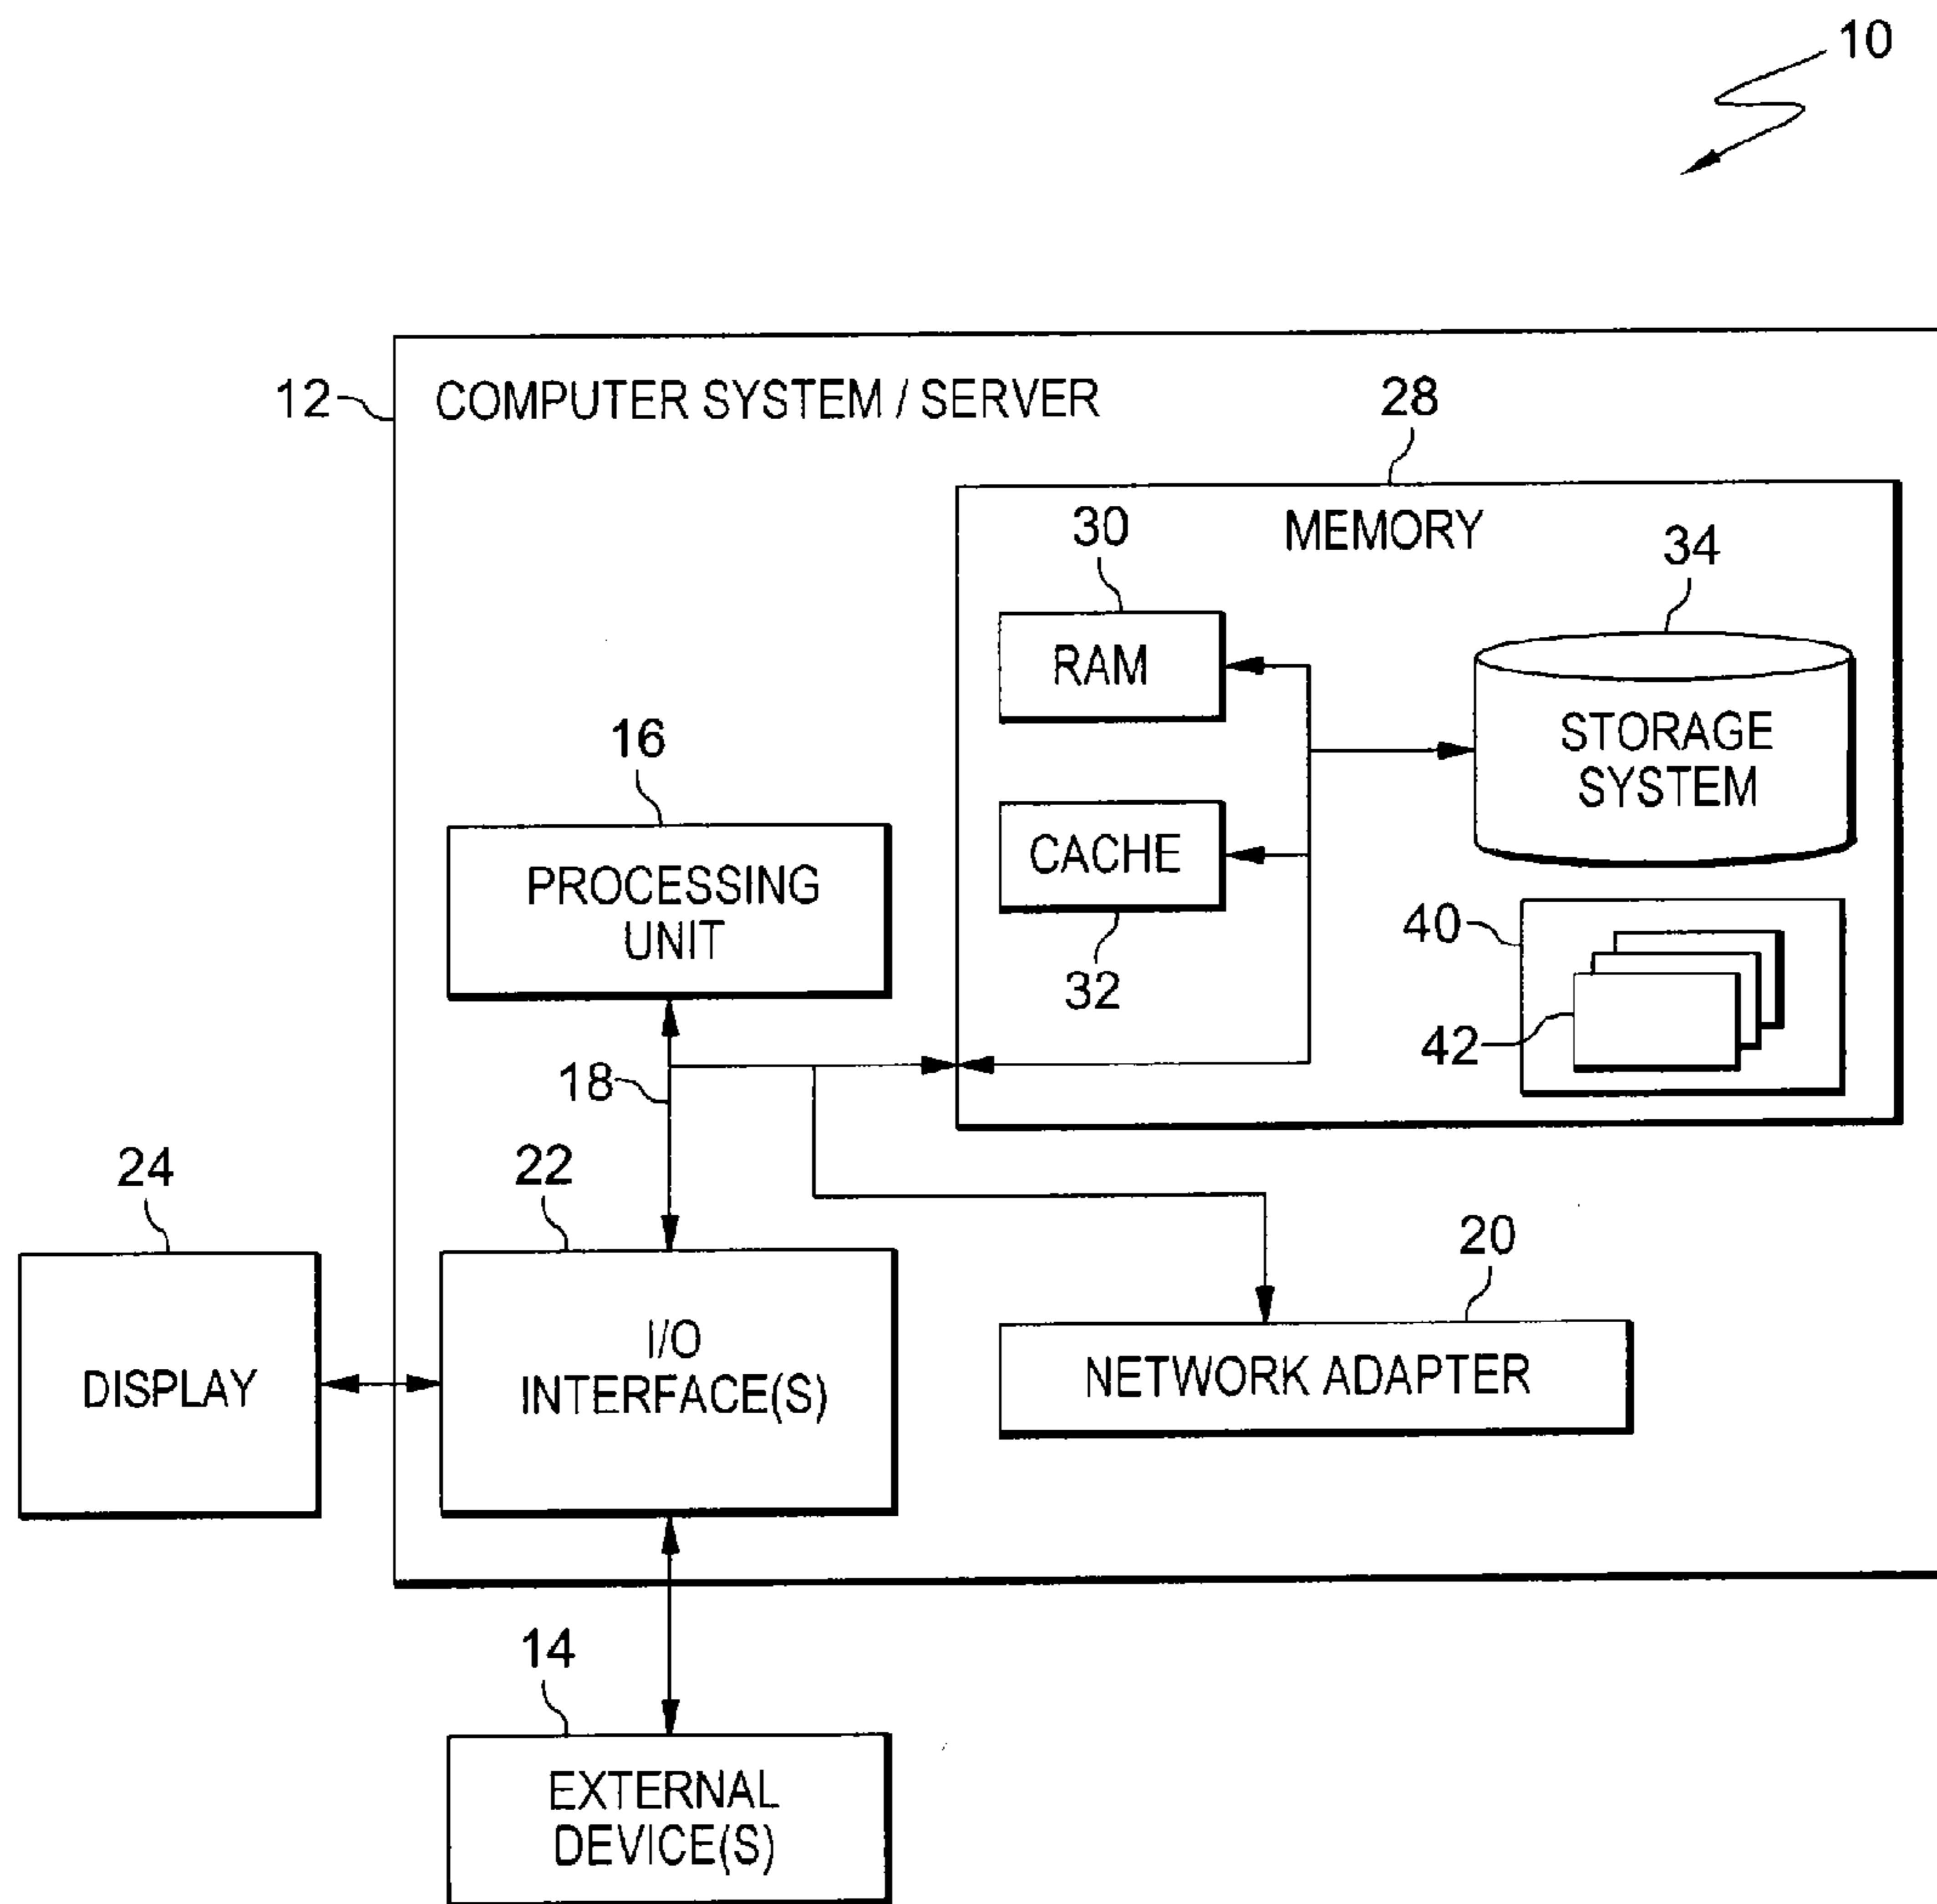 10
12
COMPUTER SYSTEM / SERVER
28
MEMORY
30
34
RAM
STORAGE
SYSTEM
16
CACHE
PROCESSING
UNIT
32
40
42
18
24
22
20
DISPLAY
I/O
INTERFACE(S)
NETWORK ADAPTER
14
EXTERNAL
DEVICE(S)